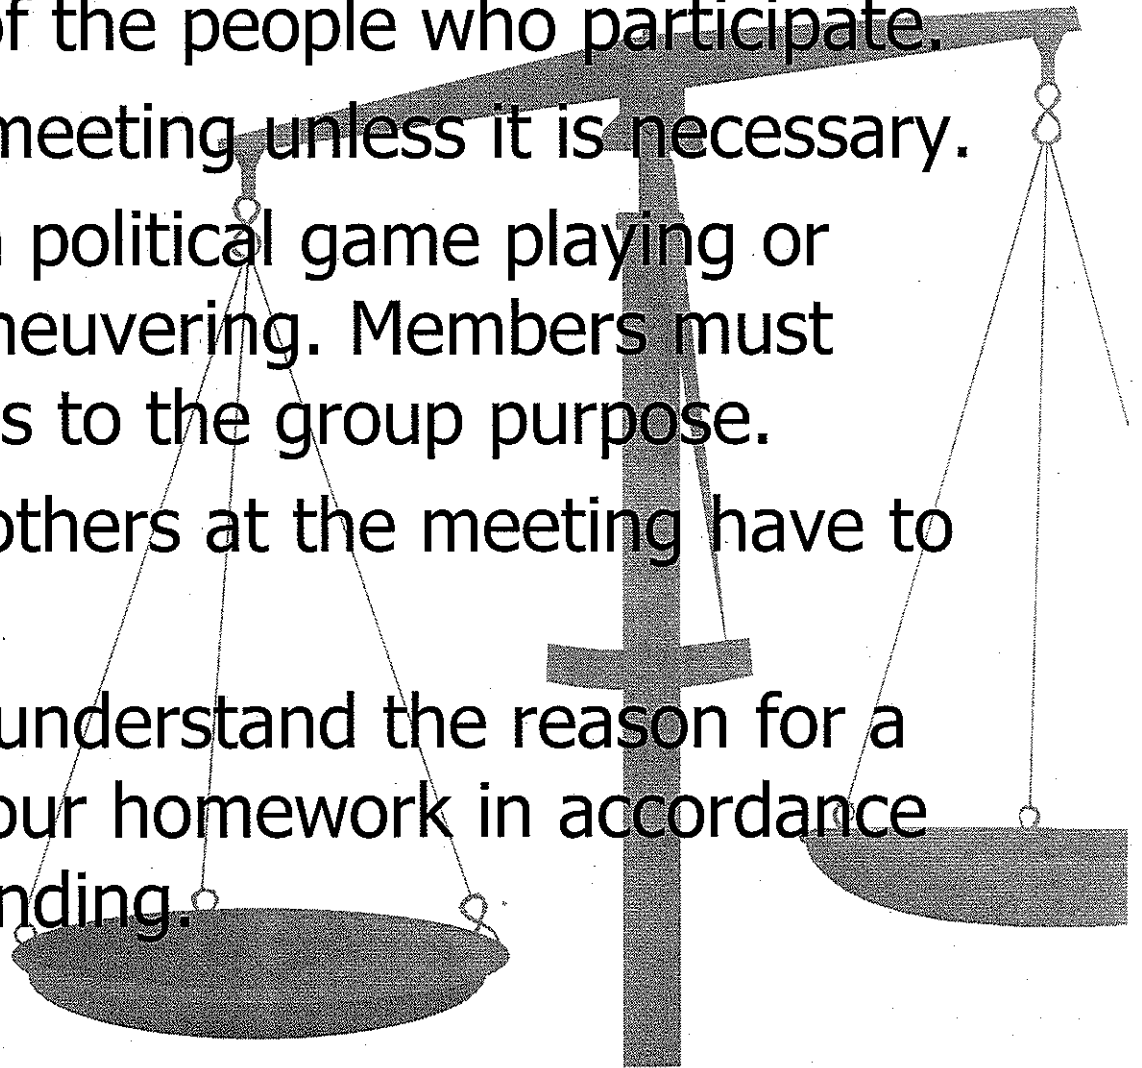 of the people who participate.
meeting unless it is necessary.
political game playing or
neuvering. Members must
s to the group purpose.
others at the meeting have to
understand the reason for a
our homework in accordance
nding.